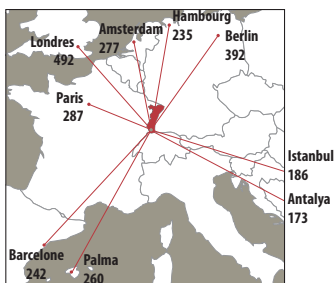 Hambourg
235
Amsterdam
277
Londres
492
Berlin
392
Paris
287
Istanbul
186
Antalya
173
Barcelone
242
Palma
260